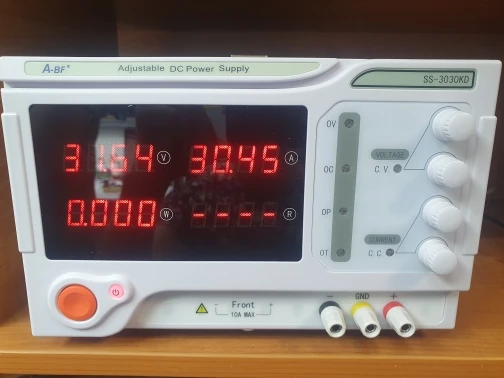 A-BF®
Adjustable DC Power Supply
SS-3030KD
OV
31.64 V
30.45 A
VOLTAGE
OC
C.V.
0.000 W
---- R
OP
CURRENT
OT
C.C
Front
10A MAX
- +
- GND +